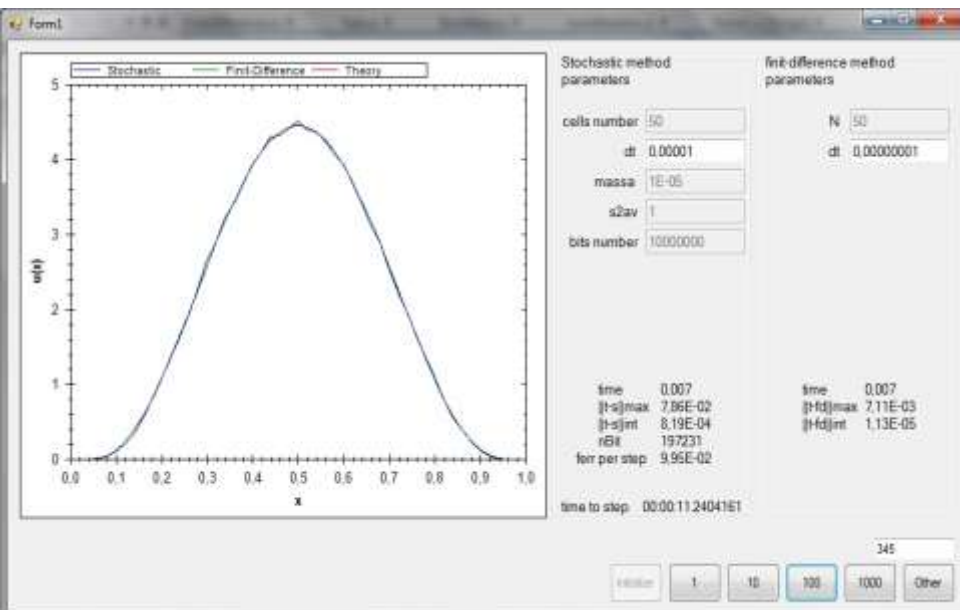 Form1
Stochastic Finit-Difference Theory
5
4
3
2
1
0
u(x)
0,0 0,1 0,2 0,3 0,4 0,5 0,6 0,7 0,8 0,9 1,0
x
Stochastic method
parameters
cells number 50
dt 0,00001
massa 1E-05
s2av 1
bits number 10000000
time 0,007
||t-s||max 7,86E-02
||t-s||int 8,19E-04
nBit 197231
ferr per step 9,95E-02
time to step 00:00:11.2404161
finit-difference method
parameters
N 50
dt 0,00000001
time 0,007
||t-fd||max 7,11E-03
||t-fd||int 1,13E-05
345
1 10 100 1000 Other